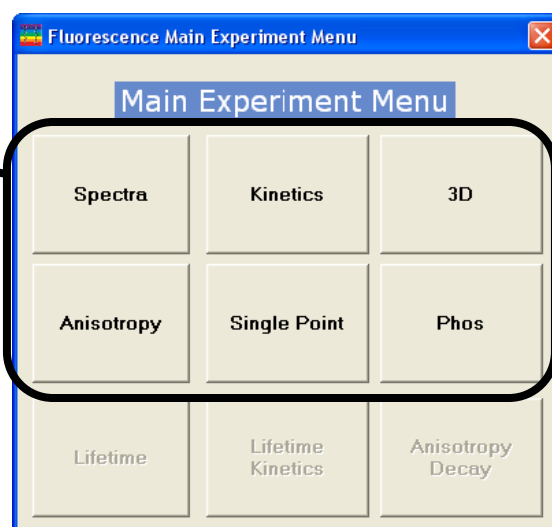 Fluorescence Main Experiment Menu
Main Experiment Menu
Spectra
Kinetics
3D
Anisotropy
Single Point
Phos
Lifetime
Lifetime
Kinetics
Anisotropy
Decay